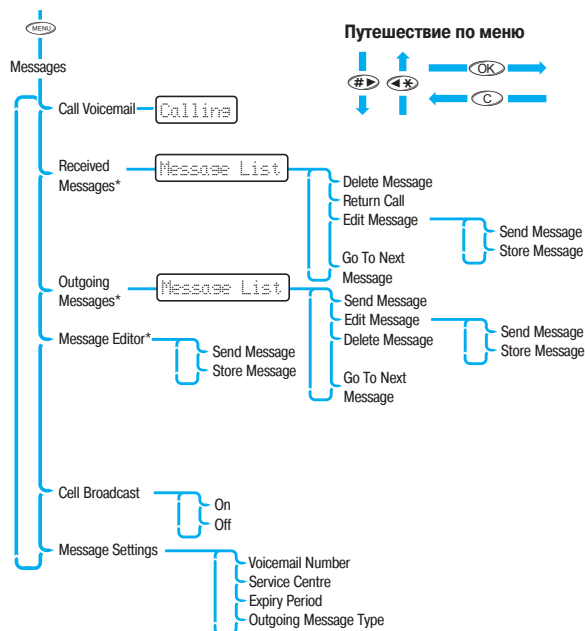 MENU
Путешествие по меню
OK
C
Messages
Call Voicemail
Calling
Received
Messages*
Message List
Delete Message
Return Call
Edit Message
Send Message
Store Message
Go To Next
Message
Outgoing
Messages*
Message List
Send Message
Edit Message
Delete Message
Send Message
Store Message
Go To Next
Message
Message Editor*
Send Message
Store Message
Cell Broadcast
On
Off
Message Settings
Voicemail Number
Service Centre
Expiry Period
Outgoing Message Type